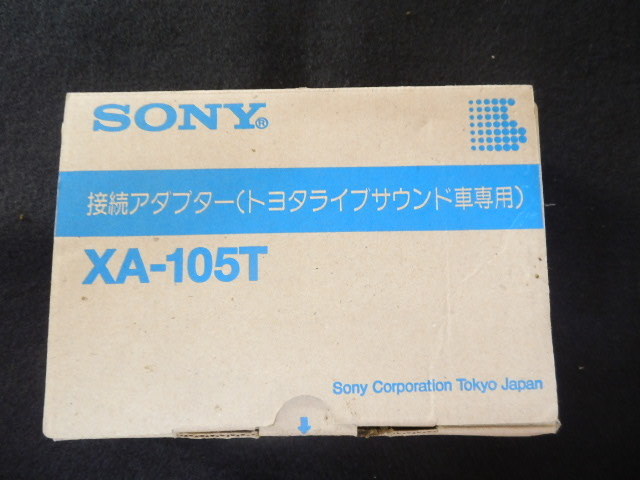 SONY®
接続アダプター(トヨタライブサウンド車専用)
XA-105T
Sony Corporation Tokyo Japan